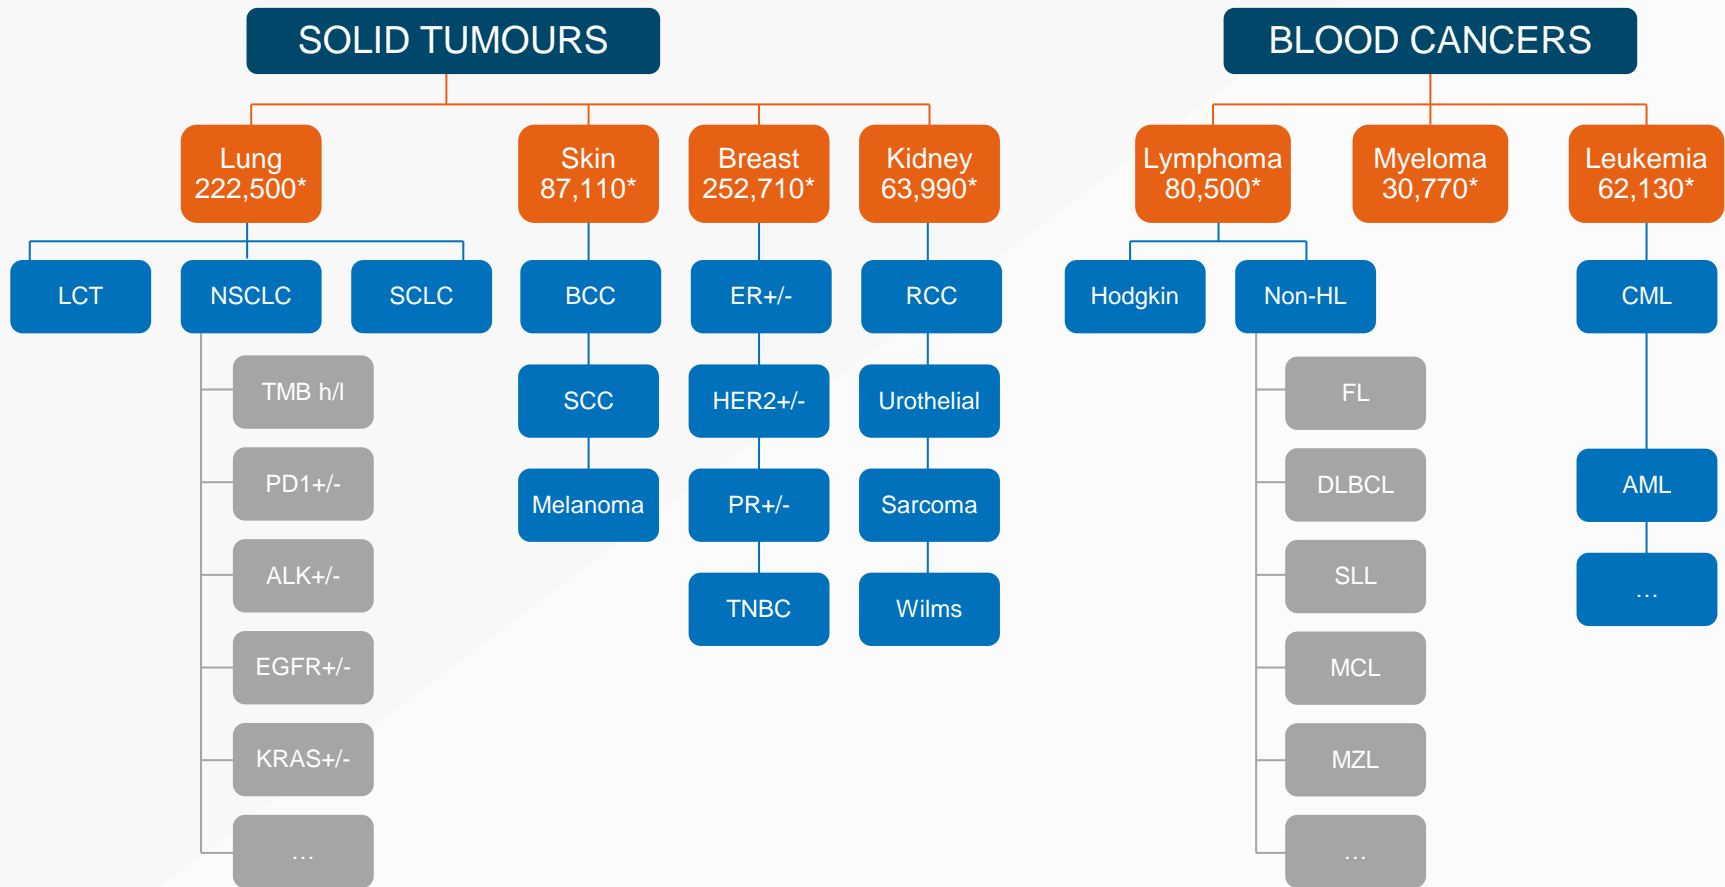 SOLID TUMOURS
BLOOD CANCERS
Lung
222,500*
Skin
87,110*
Breast
252,710*
Kidney
63,990*
Lymphoma
80,500*
Myeloma
30,770*
Leukemia
62,130*
LCT
NSCLC
SCLC
BCC
ER+/-
RCC
Hodgkin
Non-HL
CML
TMB h/l
SCC
HER2+/-
Urothelial
FL
PD1+/-
Melanoma
PR+/-
Sarcoma
DLBCL
AML
ALK+/-
TNBC
Wilms
SLL
...
EGFR+/-
MCL
KRAS+/-
MZL
...
...